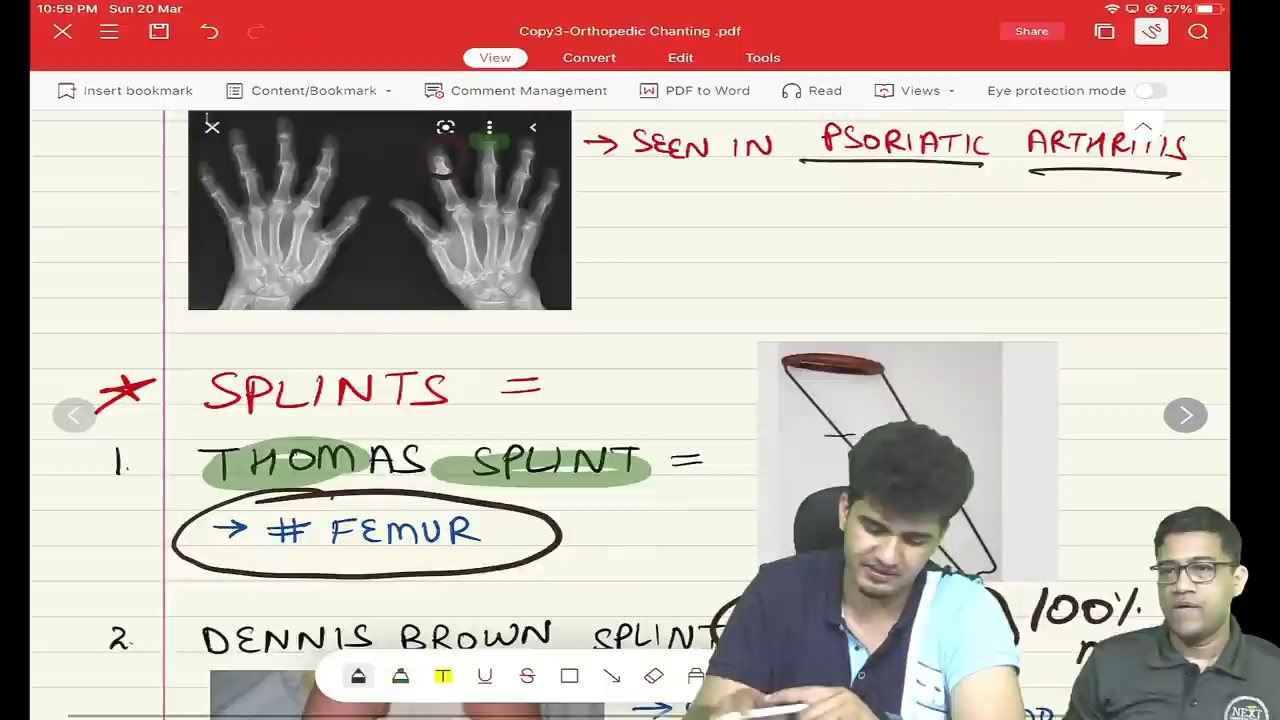 10:59 PM Sun 20 Mar
67%
Copy3-Orthopedic Chanting .pdf
Share
View Convert Edit Tools
Insert bookmark Content/Bookmark Comment Management PDF to Word Read Views Eye protection mode
→ SEEN IN PSORIATIC ARTHRITIS
SPLINTS =
1. THOMAS SPLINT =
→ # FEMUR
100%
2. DENNIS BROWN SPLINT
T U S
→
NEXT